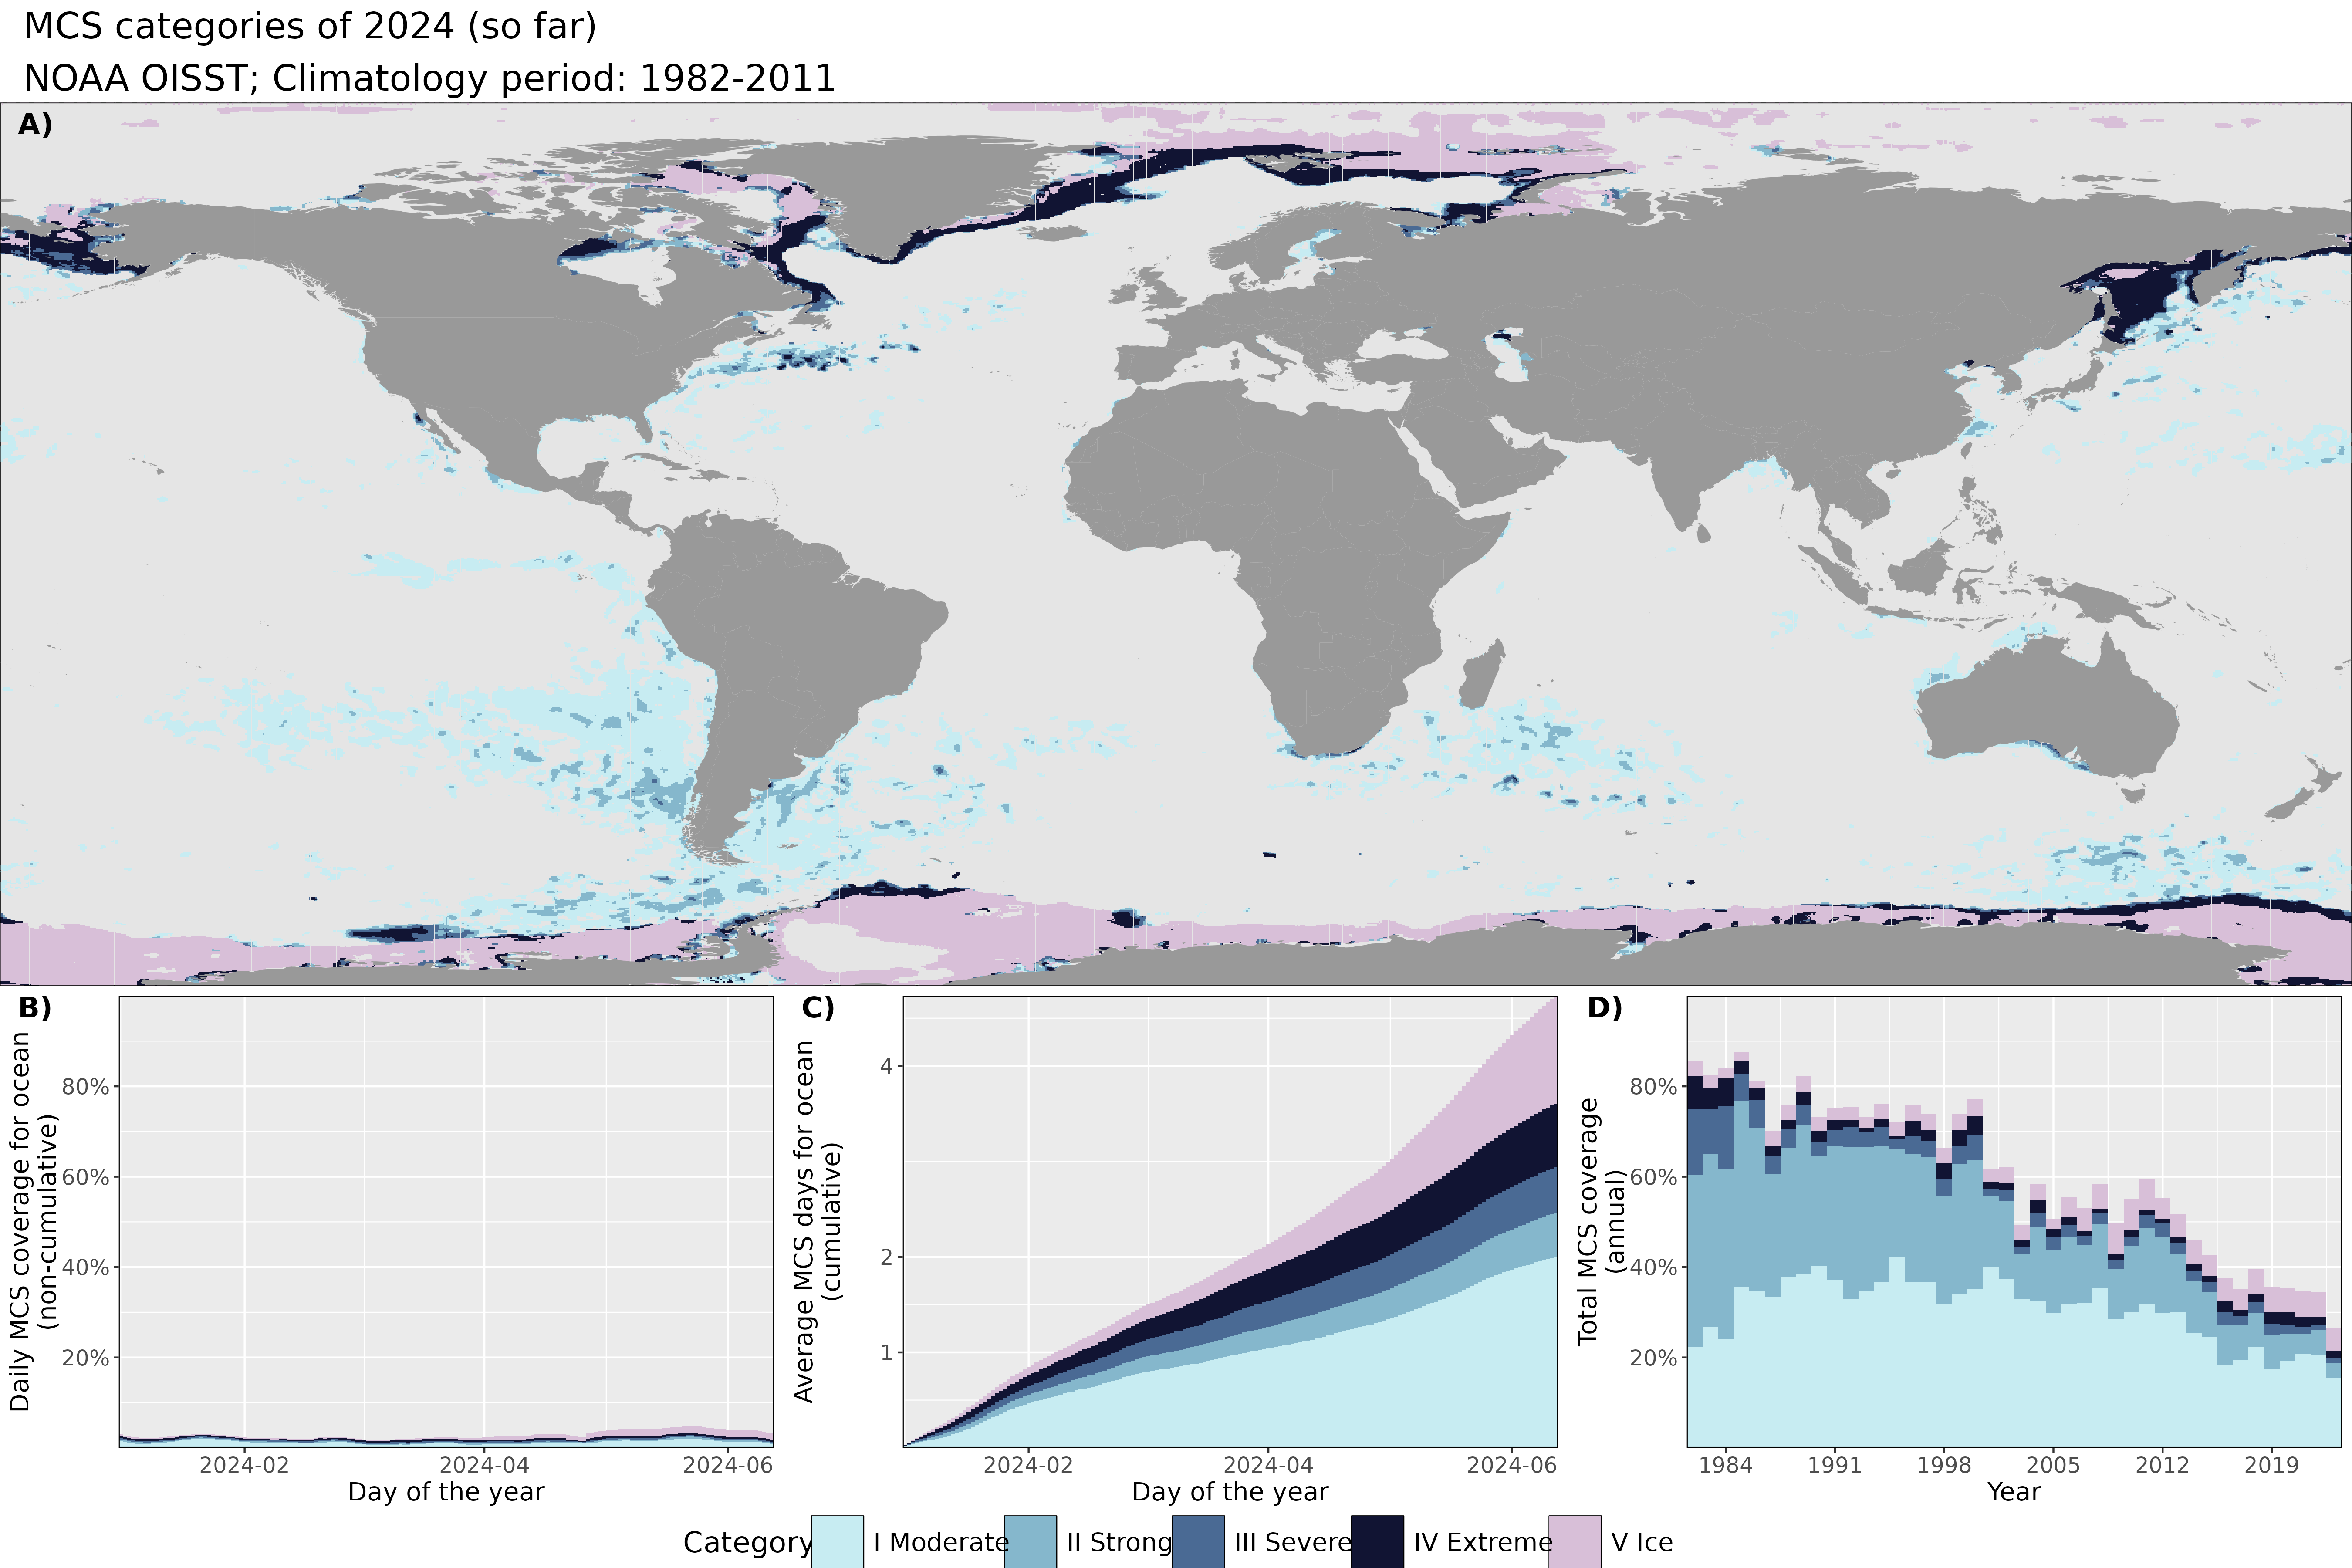 MCS categories of 2024 (so far)
NOAA OISST; Climatology period: 1982-2011
A)
B)
Daily MCS coverage for ocean
(non-cumulative)
80%
60%
40%
20%
2024-02
2024-04
2024-06
Day of the year
C)
Average MCS days for ocean
(cumulative)
4
2
1
2024-02
2024-04
2024-06
Day of the year
D)
Total MCS coverage
(annual)
80%
60%
40%
20%
1984
1991
1998
2005
2012
2019
Year
Category
I Moderate
II Strong
III Severe
IV Extreme
V Ice